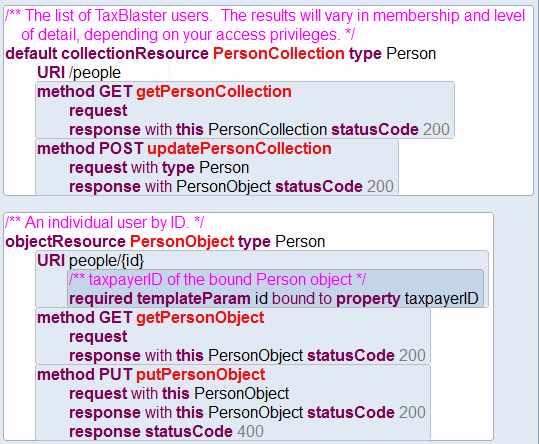 /** The list of TaxBlaster users.  The results will vary in membership and level
of detail, depending on your access privileges. */
default collectionResource PersonCollection type Person
URI /people
method GET getPersonCollection
request
response with this PersonCollection statusCode 200
method POST updatePersonCollection
request with type Person
response with PersonObject statusCode 200
/** An individual user by ID. */
objectResource PersonObject type Person
URI people/{id}
/** taxpayerID of the bound Person object */
required templateParam id bound to property taxpayerID
method GET getPersonObject
request
response with this PersonObject statusCode 200
method PUT putPersonObject
request with this PersonObject
response with this PersonObject statusCode 200
response statusCode 400